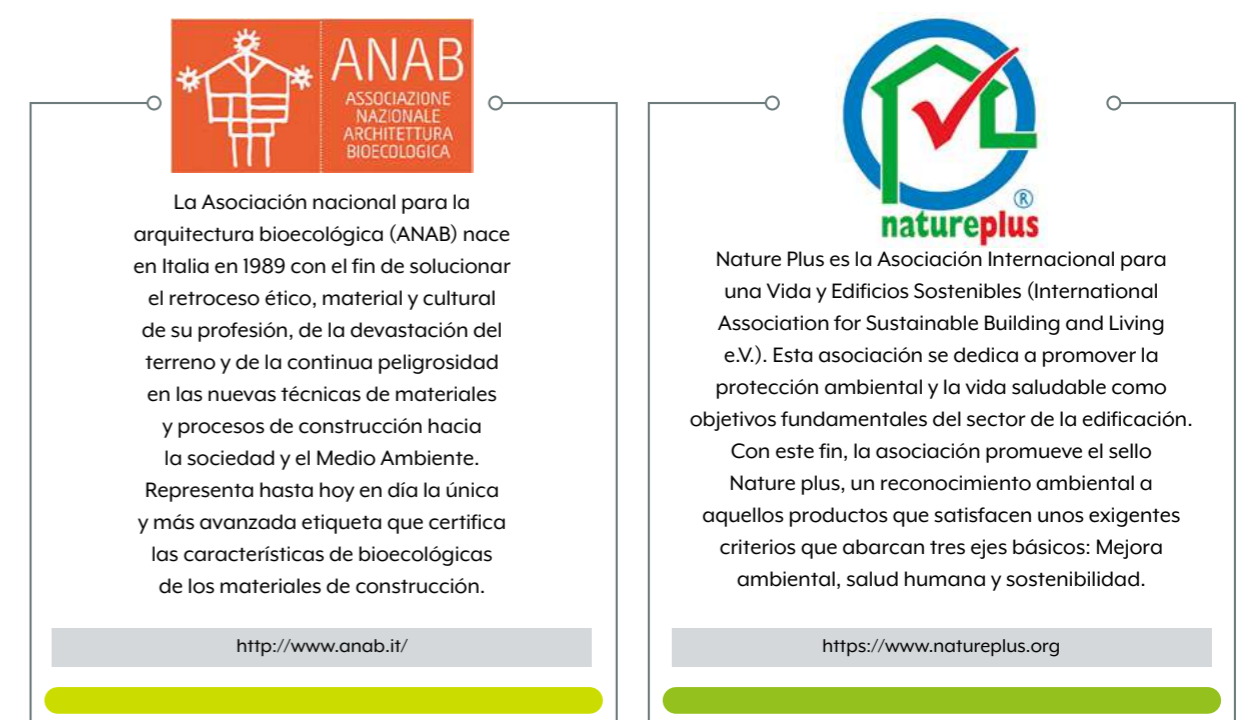 ANAB
ASSOCIAZIONE
NAZIONALE
ARCHITETTURA
BIOECOLOGICA
La Asociación nacional para la
arquitectura bioecológica (ANAB) nace
en Italia en 1989 con el fin de solucionar
el retroceso ético, material y cultural
de su profesión, de la devastación del
terreno y de la continua peligrosidad
en las nuevas técnicas de materiales
y procesos de construcción hacia
la sociedad y el Medio Ambiente.
Representa hasta hoy en día la única
y más avanzada etiqueta que certifica
las características de bioecológicas
de los materiales de construcción.
http://www.anab.it/
®
natureplus
Nature Plus es la Asociación Internacional para
una Vida y Edificios Sostenibles (International
Association for Sustainable Building and Living
e.V.). Esta asociación se dedica a promover la
protección ambiental y la vida saludable como
objetivos fundamentales del sector de la edificación.
Con este fin, la asociación promueve el sello
Nature plus, un reconocimiento ambiental a
aquellos productos que satisfacen unos exigentes
criterios que abarcan tres ejes básicos: Mejora
ambiental, salud humana y sostenibilidad.
https://www.natureplus.org